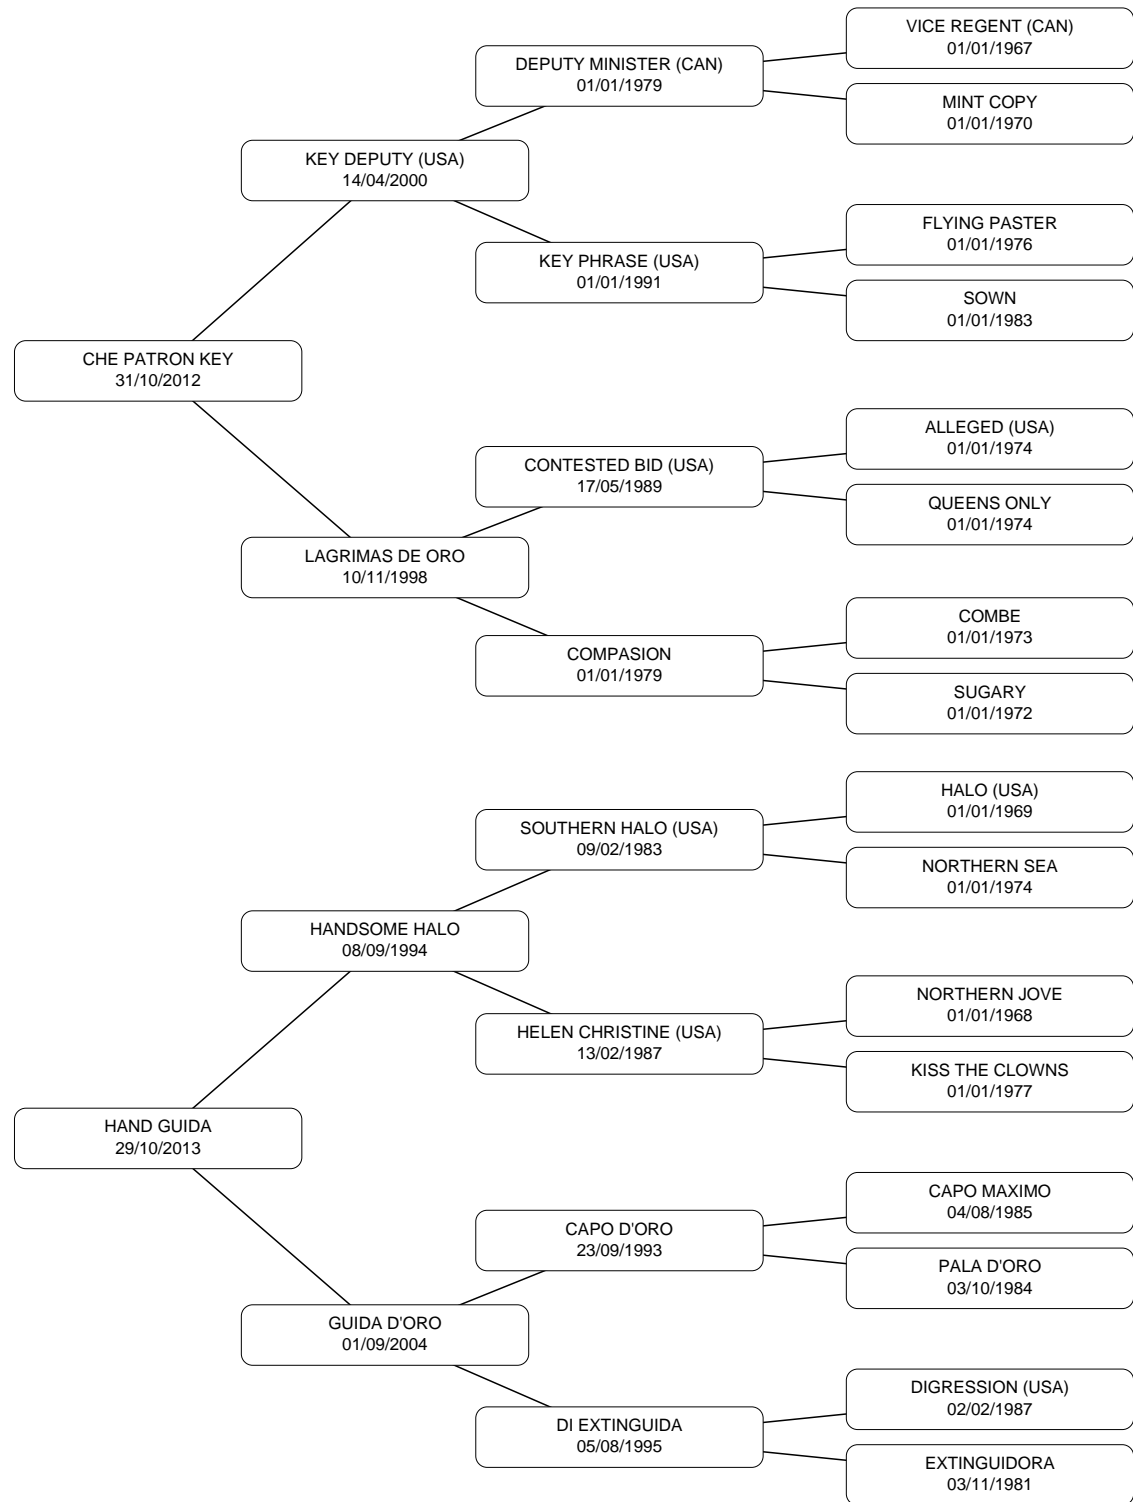 VICE REGENT (CAN)
01/01/1967
DEPUTY MINISTER (CAN)
01/01/1979
MINT COPY
01/01/1970
KEY DEPUTY (USA)
14/04/2000
FLYING PASTER
01/01/1976
KEY PHRASE (USA)
01/01/1991
SOWN
01/01/1983
CHE PATRON KEY
31/10/2012
ALLEGED (USA)
01/01/1974
CONTESTED BID (USA)
17/05/1989
QUEENS ONLY
01/01/1974
LAGRIMAS DE ORO
10/11/1998
COMBE
01/01/1973
COMPASION
01/01/1979
SUGARY
01/01/1972
HALO (USA)
01/01/1969
SOUTHERN HALO (USA)
09/02/1983
NORTHERN SEA
01/01/1974
HANDSOME HALO
08/09/1994
NORTHERN JOVE
01/01/1968
HELEN CHRISTINE (USA)
13/02/1987
KISS THE CLOWNS
01/01/1977
HAND GUIDA
29/10/2013
CAPO MAXIMO
04/08/1985
CAPO D'ORO
23/09/1993
PALA D'ORO
03/10/1984
GUIDA D'ORO
01/09/2004
DIGRESSION (USA)
02/02/1987
DI EXTINGUIDA
05/08/1995
EXTINGUIDORA
03/11/1981